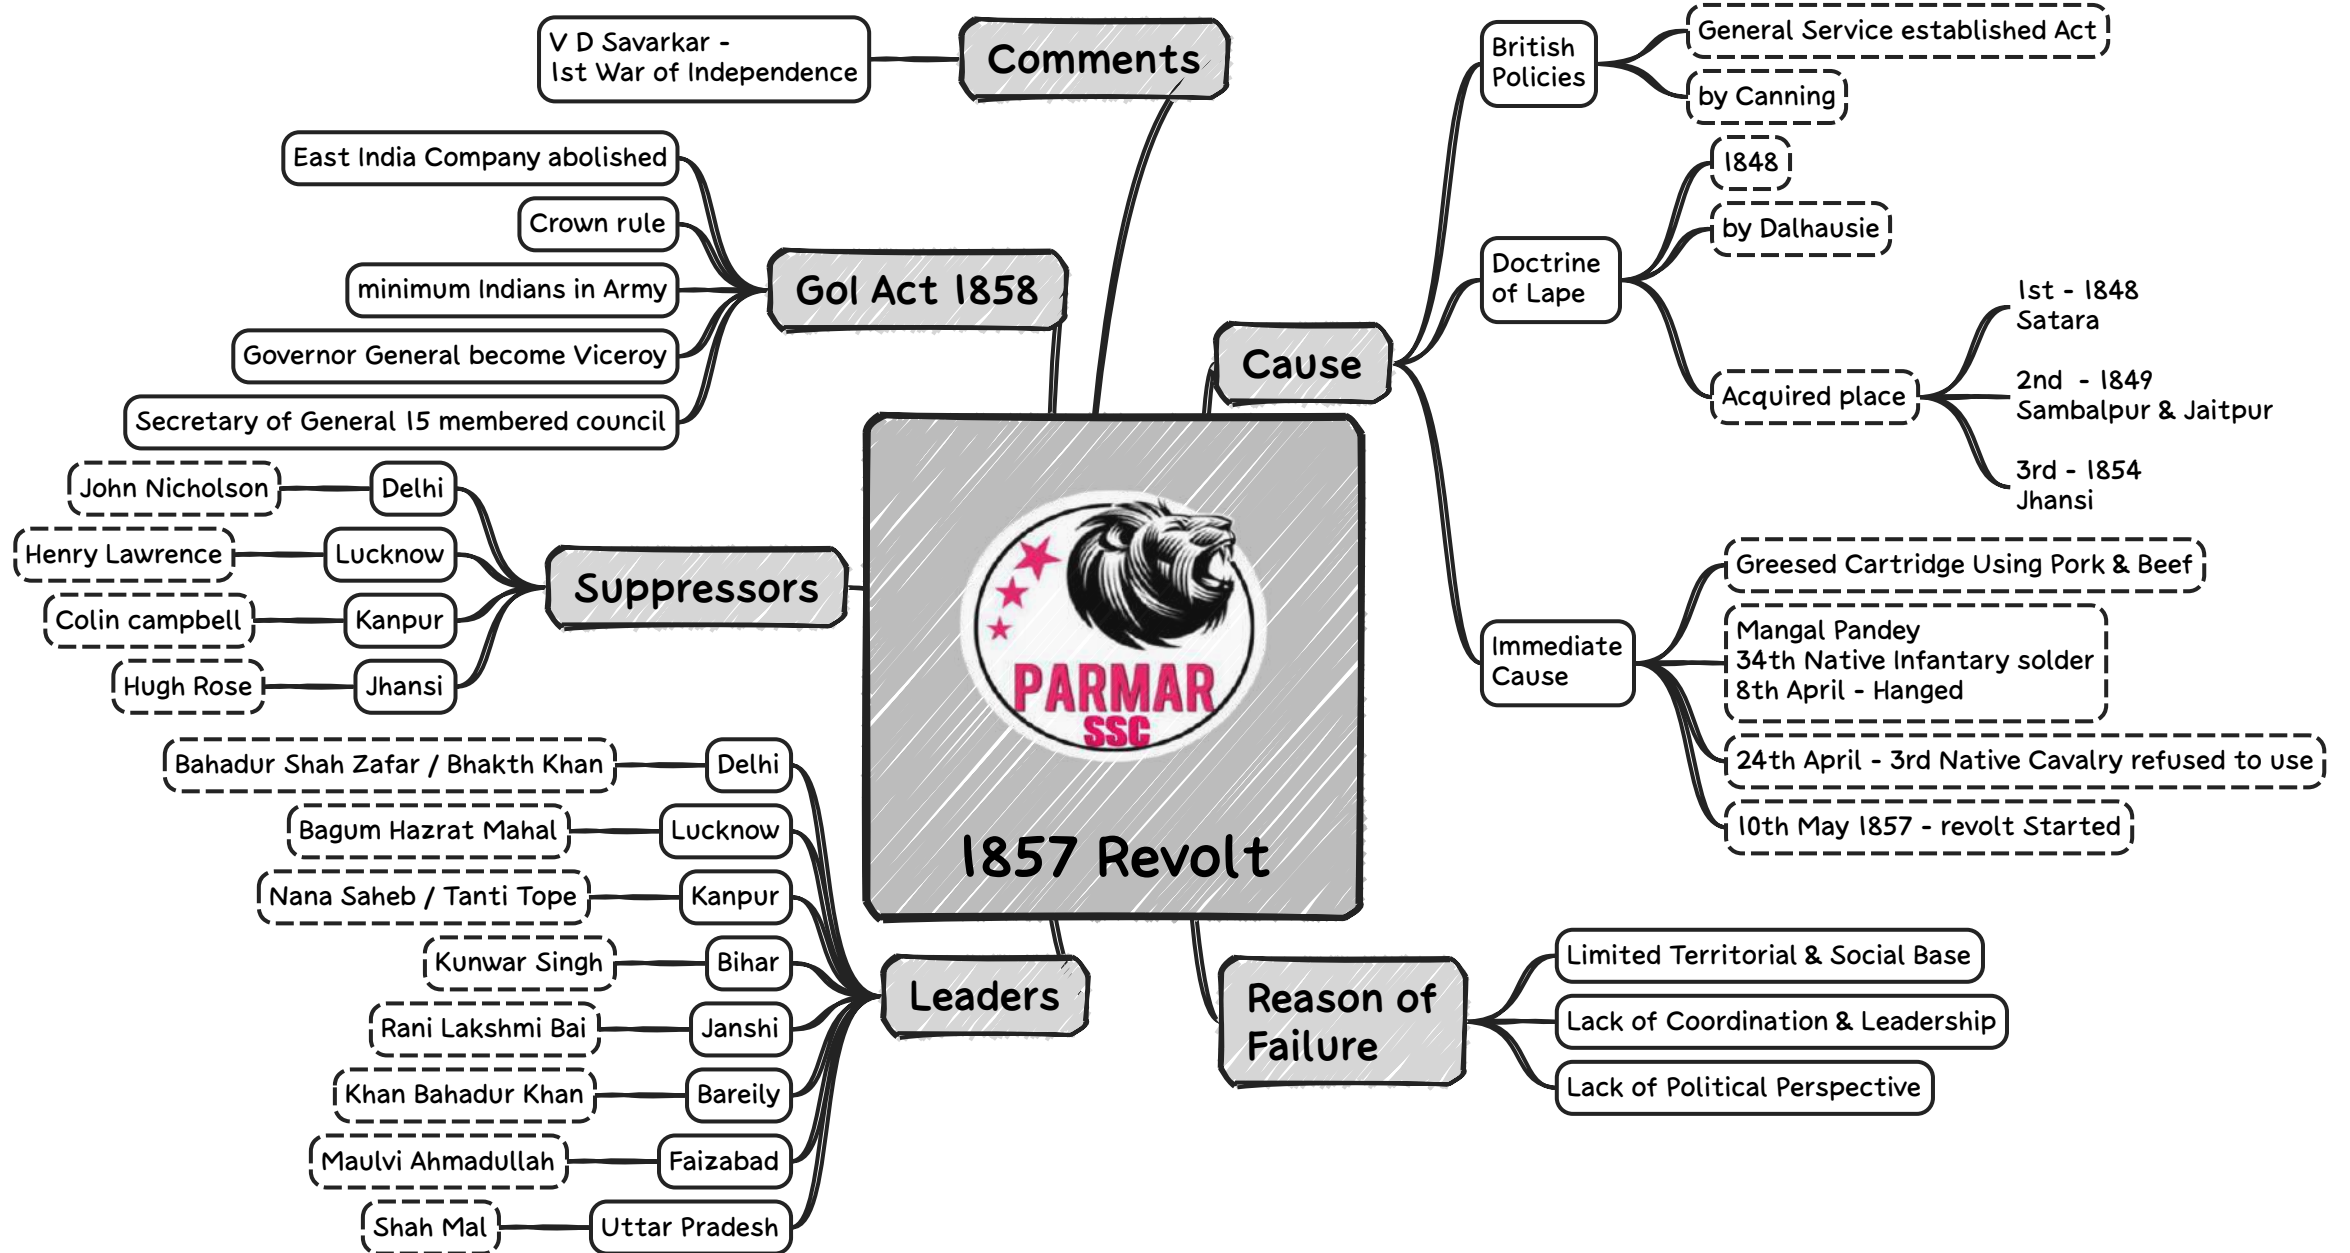 V D Savarkar -
1st War of Independence
Comments
East India Company abolished
Crown rule
minimum Indians in Army
Governor General become Viceroy
Secretary of General 15 membered council
GoI Act 1858
John Nicholson
Delhi
Henry Lawrence
Lucknow
Colin campbell
Kanpur
Hugh Rose
Jhansi
Suppressors
Bahadur Shah Zafar / Bhakth Khan
Delhi
Bagum Hazrat Mahal
Lucknow
Nana Saheb / Tanti Tope
Kanpur
Kunwar Singh
Bihar
Rani Lakshmi Bai
Janshi
Khan Bahadur Khan
Bareily
Maulvi Ahmadullah
Faizabad
Shah Mal
Uttar Pradesh
Leaders
PARMAR
SSC
1857 Revolt
Cause
British
Policies
General Service established Act
by Canning
Doctrine
of Lape
1848
by Dalhausie
Acquired place
1st - 1848
Satara
2nd - 1849
Sambalpur & Jaitpur
3rd - 1854
Jhansi
Immediate
Cause
Greesed Cartridge Using Pork & Beef
Mangal Pandey
34th Native Infantary solder
8th April - Hanged
24th April - 3rd Native Cavalry refused to use
10th May 1857 - revolt Started
Reason of
Failure
Limited Territorial & Social Base
Lack of Coordination & Leadership
Lack of Political Perspective